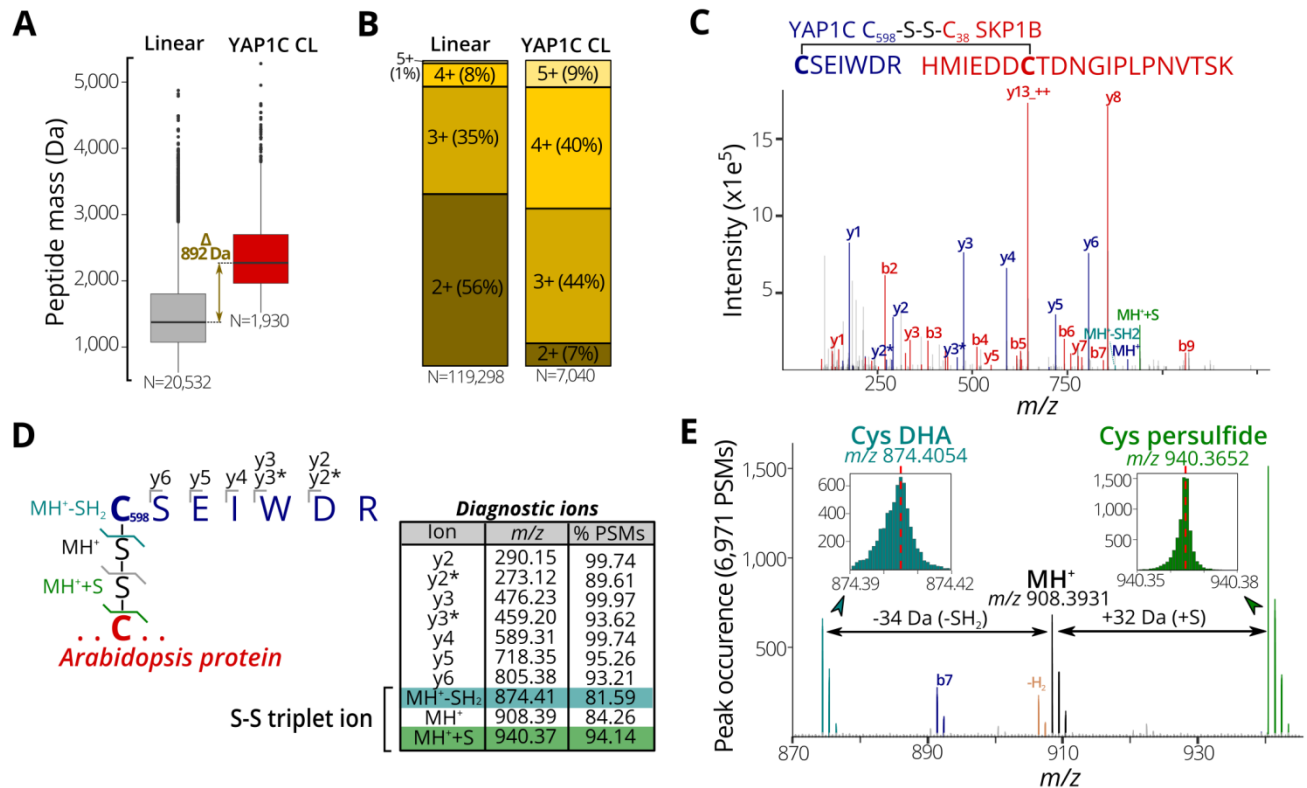 A
Linear
YAP1C CL
Peptide mass (Da)
5,000
4,000
3,000
2,000
1,000
Δ
892 Da
N=1,930
N=20,532
B
Linear
YAP1C CL
5+
(1%)
4+ (8%)
3+ (35%)
2+ (56%)
5+ (9%)
4+ (40%)
3+ (44%)
2+ (7%)
N=119,298
N=7,040
C
YAP1C C598-S-S-C38 SKP1B
CSEIWDR HMIEDDCTDNGIPLPNVTSK
Intensity (x10⁵)
15
10
5
y13_++
y8
y1
y3
y6
y4
b2
y2
y5
MH⁺+S
MH⁺-SH2
MH⁺
y1
y2*
y3
b3
y3*
b4
y5
b5
b6
y7
b7
b9
250
500
750
m/z
D
y6
y5
y4
y3
y3*
y2
y2*
MH⁺-SH₂
C598 S E I W D R
MH⁺
S
S
MH⁺+S
. . C . .
Arabidopsis protein
S-S triplet ion
Diagnostic ions
Ion m/z % PSMs
y2 290.15 99.74
y2* 273.12 89.61
y3 476.23 99.97
y3* 459.20 93.62
y4 589.31 99.74
y5 718.35 95.26
y6 805.38 93.21
MH⁺-SH₂ 874.41 81.59
MH⁺ 908.39 84.26
MH⁺+S 940.37 94.14
E
Peak occurence (6,971 PSMs)
1,500
1,000
500
Cys DHA
m/z 874.4054
600
400
200
874.39
874.42
Cys persulfide
m/z 940.3652
1,500
1,000
500
940.35
940.38
MH⁺
m/z 908.3931
-34 Da (-SH₂)
+32 Da (+S)
b7
-H₂
870
890
910
930
m/z